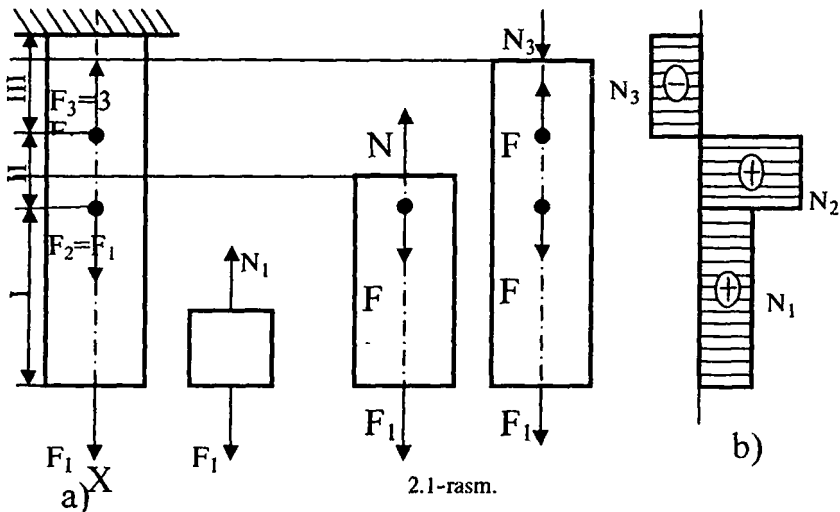 III
F₃=3
F
II
F₂=F₁
I
F₁
X
a)
N₁
F₁
N
F
F₁
N₃
F
F
F₁
N₃
−
+
N₂
+
N₁
b)
2.1-rasm.